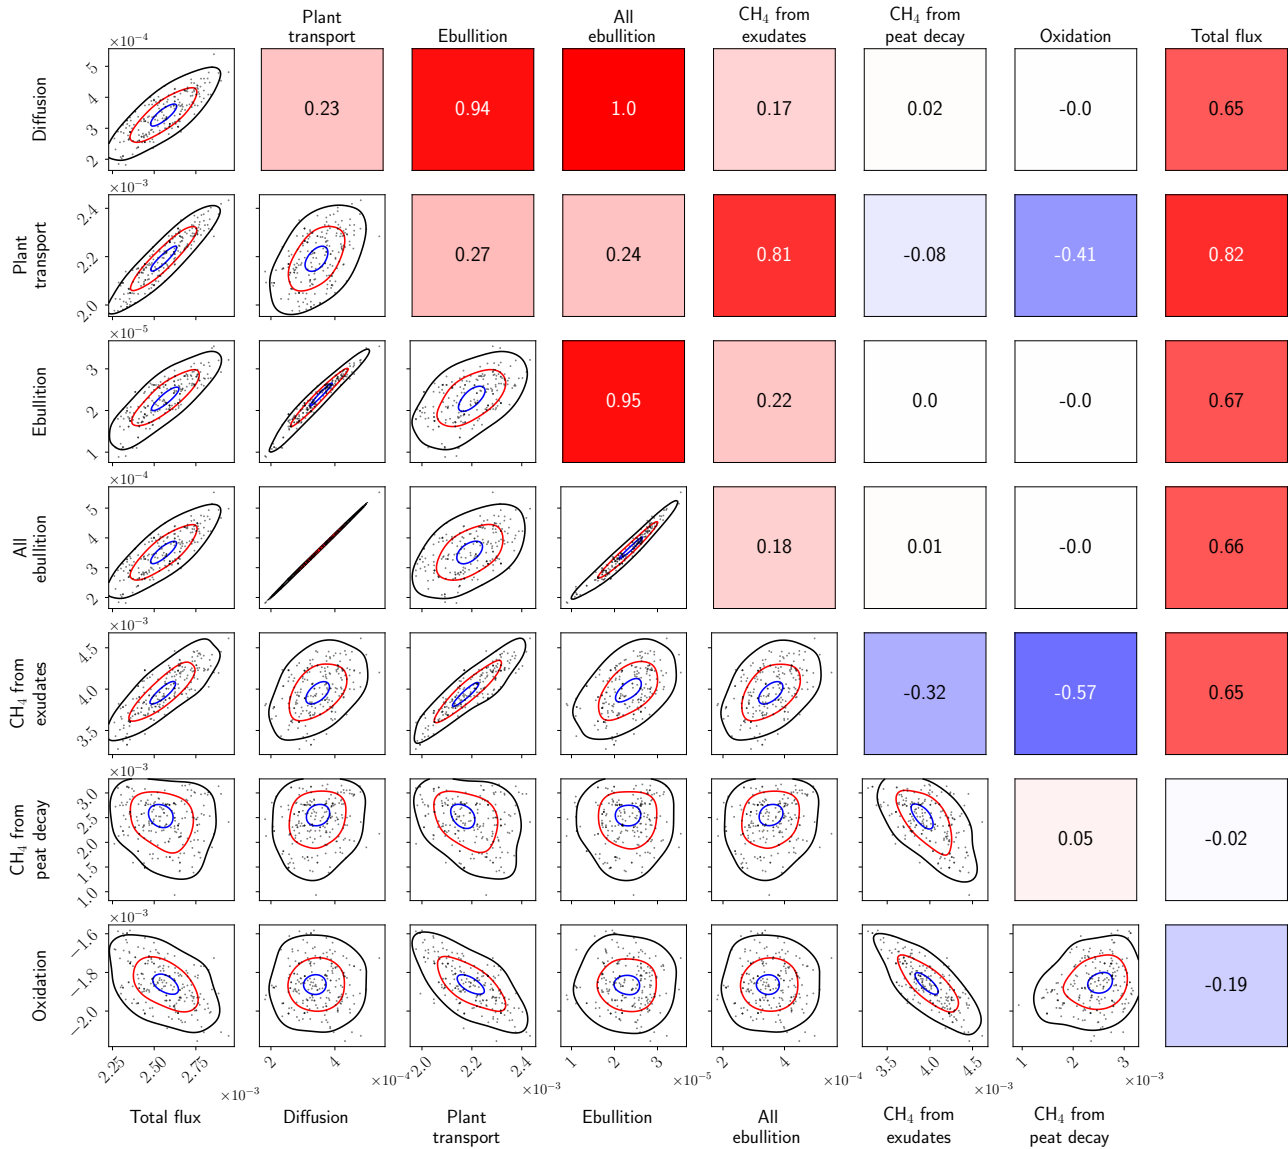 Plant
transport
Ebullition
All
ebullition
CH₄ from
exudates
CH₄ from
peat decay
Oxidation
Total flux
×10⁻⁴
Diffusion
5
4
3
2
0.23
0.94
1.0
0.17
0.02
-0.0
0.65
×10⁻³
Plant
transport
2.4
2.2
2.0
0.27
0.24
0.81
-0.08
-0.41
0.82
×10⁻⁵
Ebullition
3
2
1
0.95
0.22
0.0
-0.0
0.67
×10⁻⁴
All
ebullition
5
4
3
2
0.18
0.01
-0.0
0.66
×10⁻³
CH₄ from
exudates
4.5
4.0
3.5
-0.32
-0.57
0.65
×10⁻³
CH₄ from
peat decay
3.0
2.5
2.0
1.5
1.0
0.05
-0.02
×10⁻³
Oxidation
−1.6
−1.8
−2.0
-0.19
2.25 2.50 2.75
×10⁻³
2 4
×10⁻⁴
2.0 2.2 2.4
×10⁻³
1 2 3
×10⁻⁵
2 4
×10⁻⁴
3.5 4.0 4.5
×10⁻³
1 2 3
×10⁻³
Total flux
Diffusion
Plant
transport
Ebullition
All
ebullition
CH₄ from
exudates
CH₄ from
peat decay